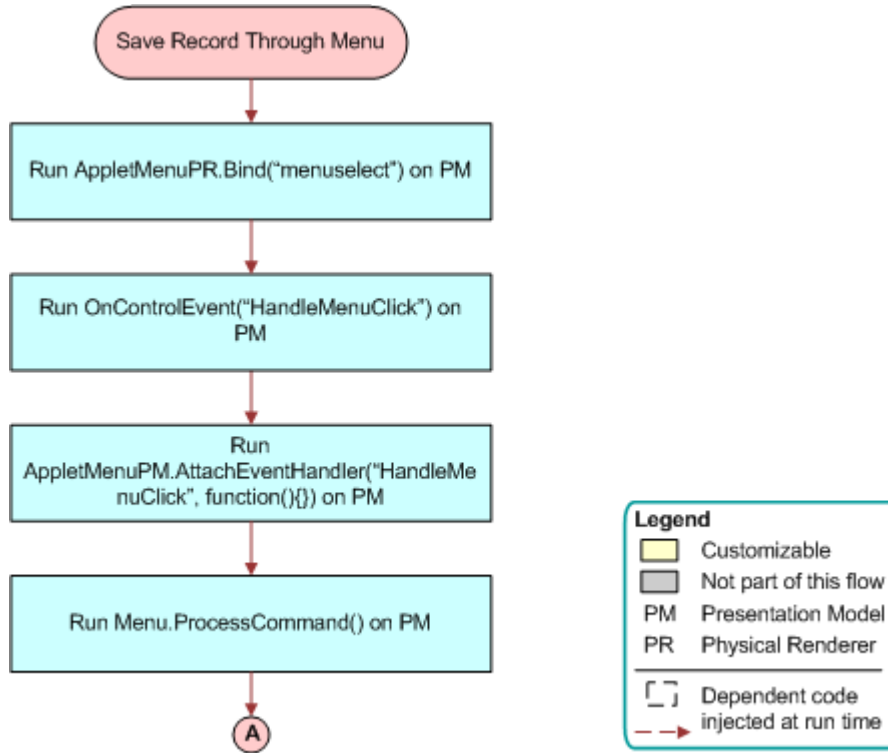 Save Record Through Menu
Run AppletMenuPR.Bind(“menuselect”) on PM
Run OnControlEvent(“HandleMenuClick”) on
PM
Run
AppletMenuPM.AttachEventHandler(“HandleMe
nuClick”, function(){}) on PM
Run Menu.ProcessCommand() on PM
A
Legend
Customizable
Not part of this flow
PM Presentation Model
PR Physical Renderer
Dependent code
injected at run time